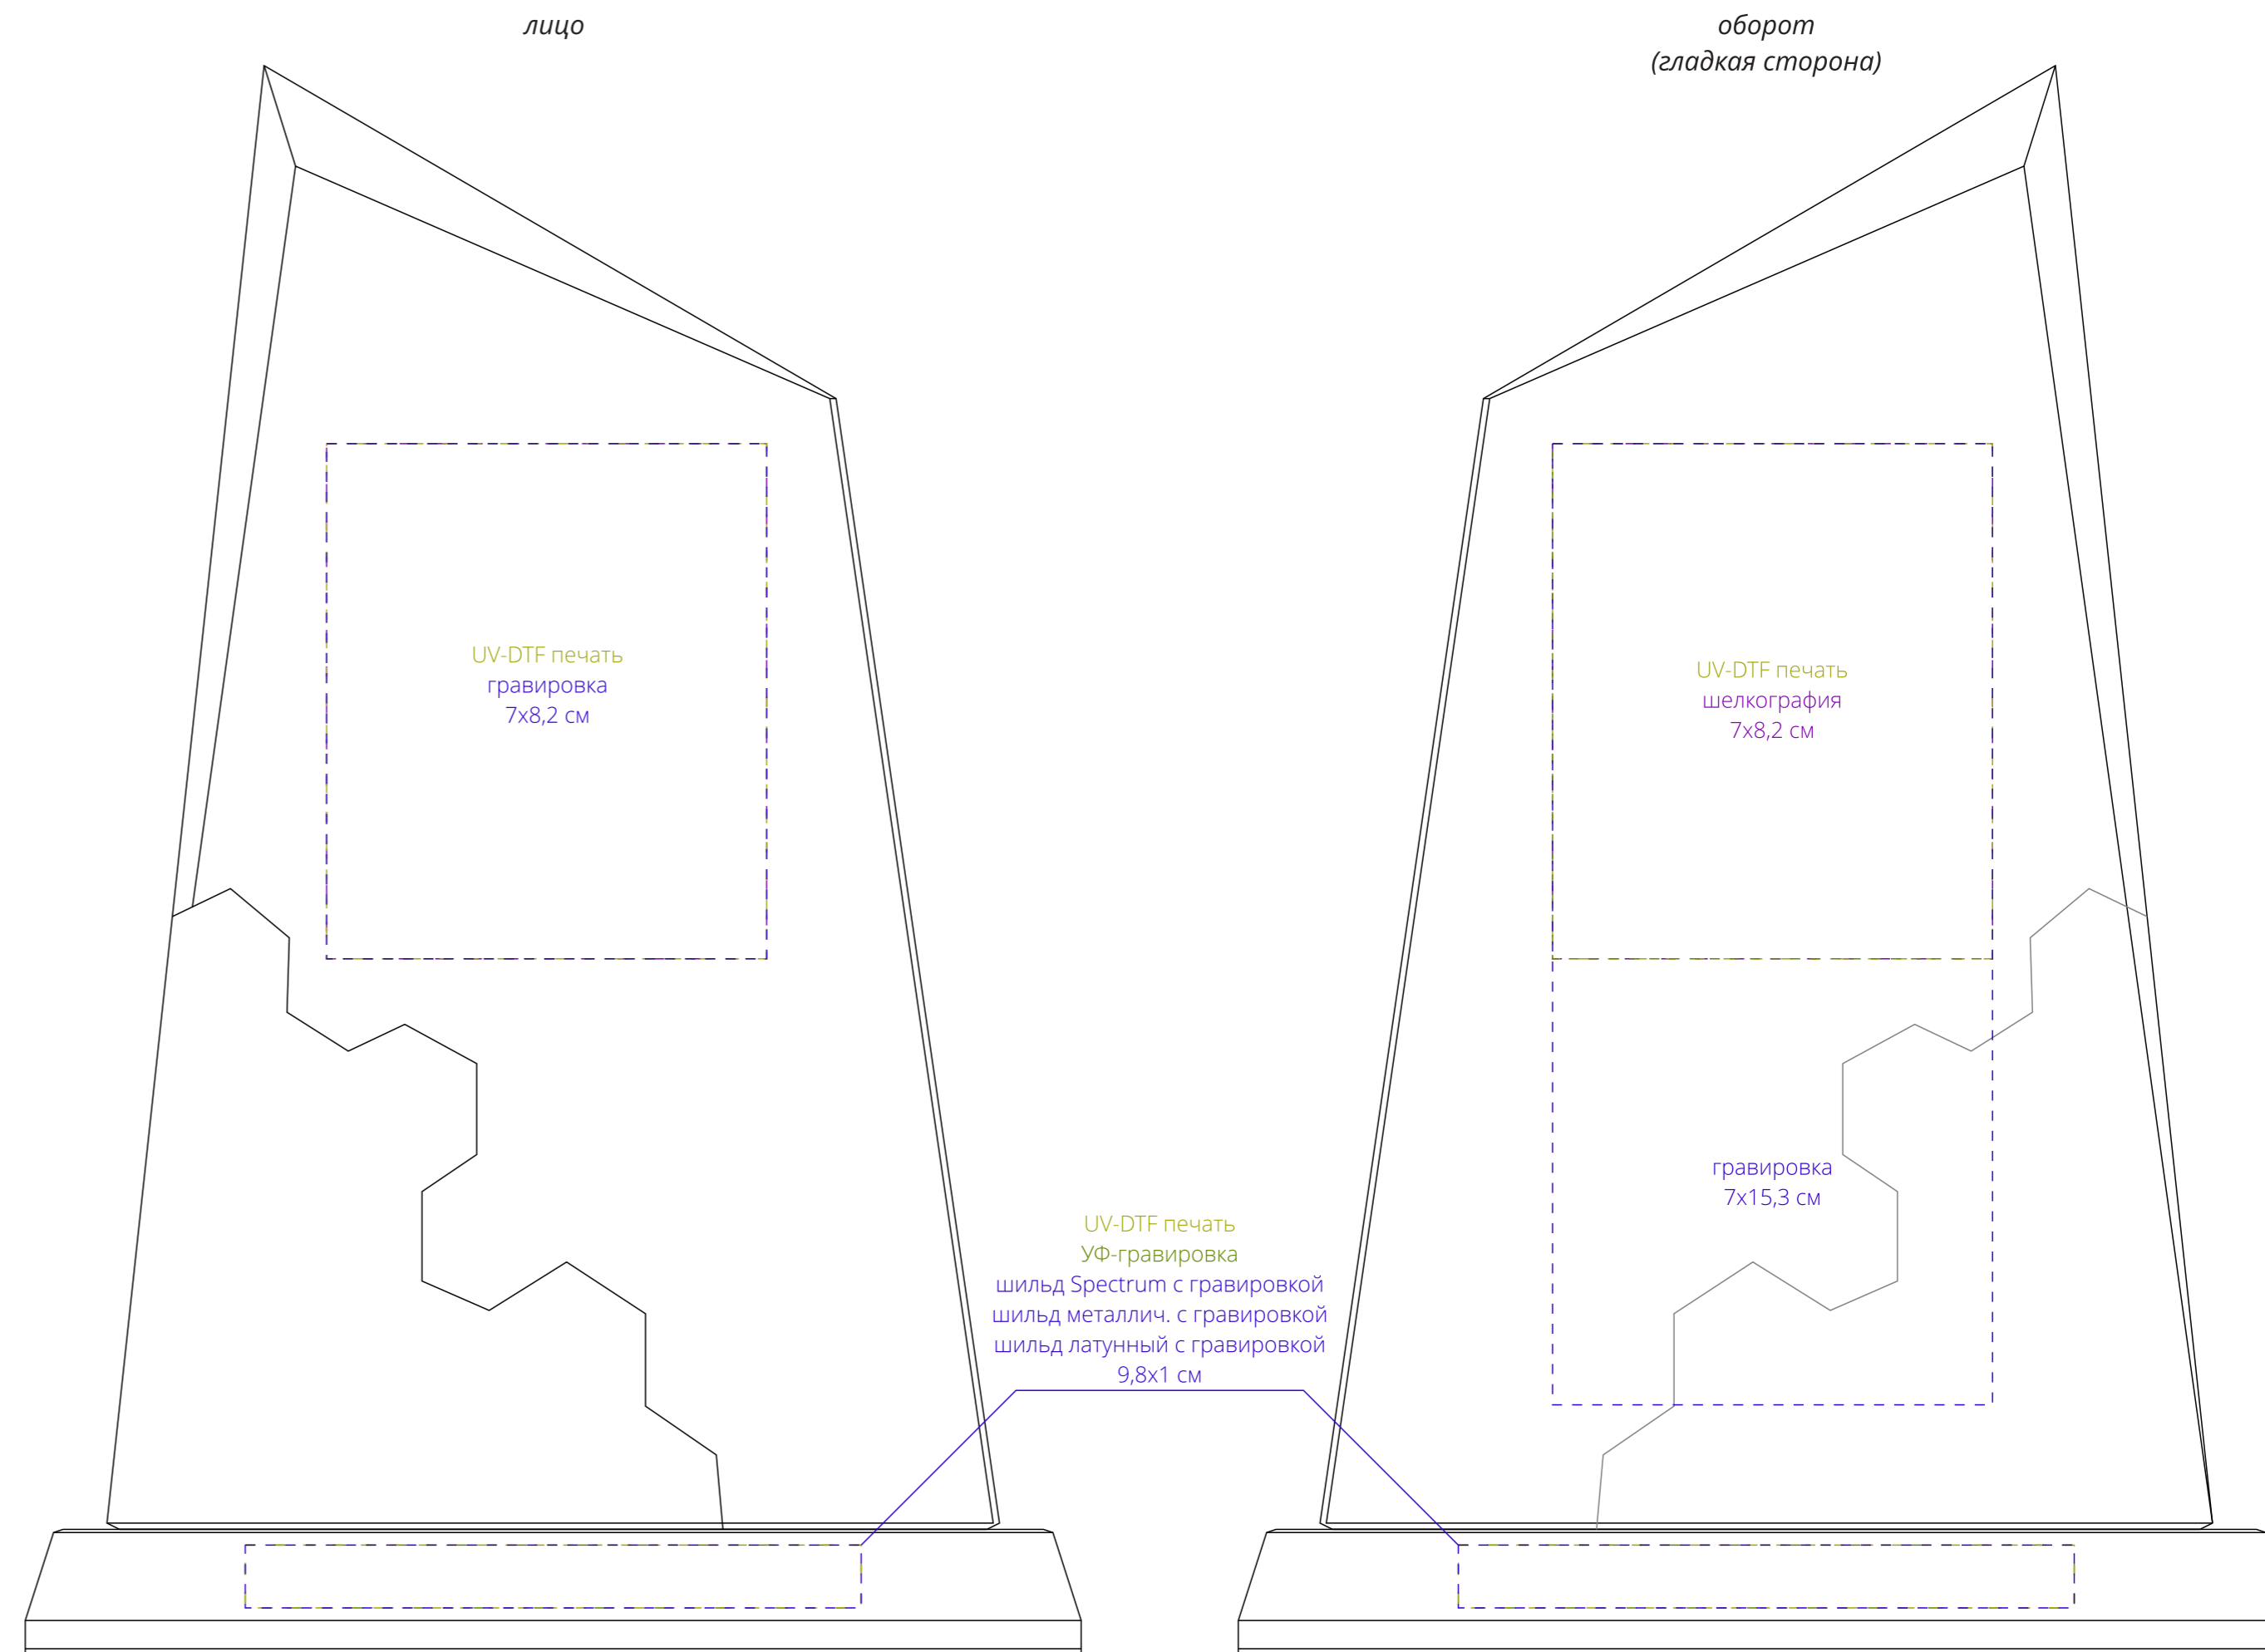 лицо
оборот
(гладкая сторона)
UV-DTF печать
гравировка
7x8,2 см
UV-DTF печать
шелкография
7x8,2 см
гравировка
7x15,3 см
UV-DTF печать
УФ-гравировка
шильд Spectrum с гравировкой
шильд металлич. с гравировкой
шильд латунный с гравировкой
9,8x1 см